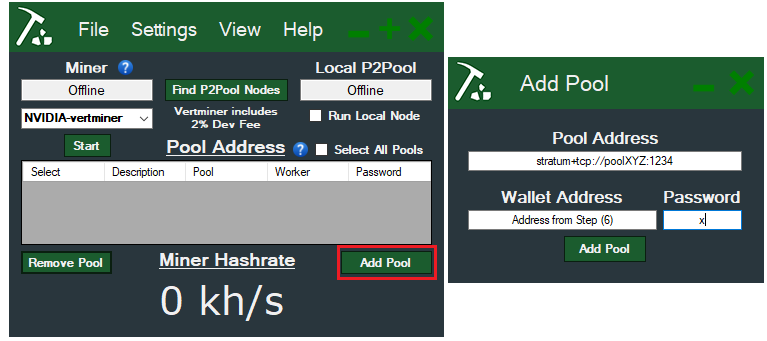 File Settings View Help
Miner ? Local P2Pool
Offline Find P2Pool Nodes Offline
NVIDIA-vertminer Vertminer includes
2% Dev Fee Run Local Node
Start Pool Address ? Select All Pools
Select Description Pool Worker Password
Remove Pool Miner Hashrate Add Pool
0 kh/s
Add Pool
Pool Address
stratum+tcp://poolXYZ:1234
Wallet Address Password
Address from Step (6) x
Add Pool